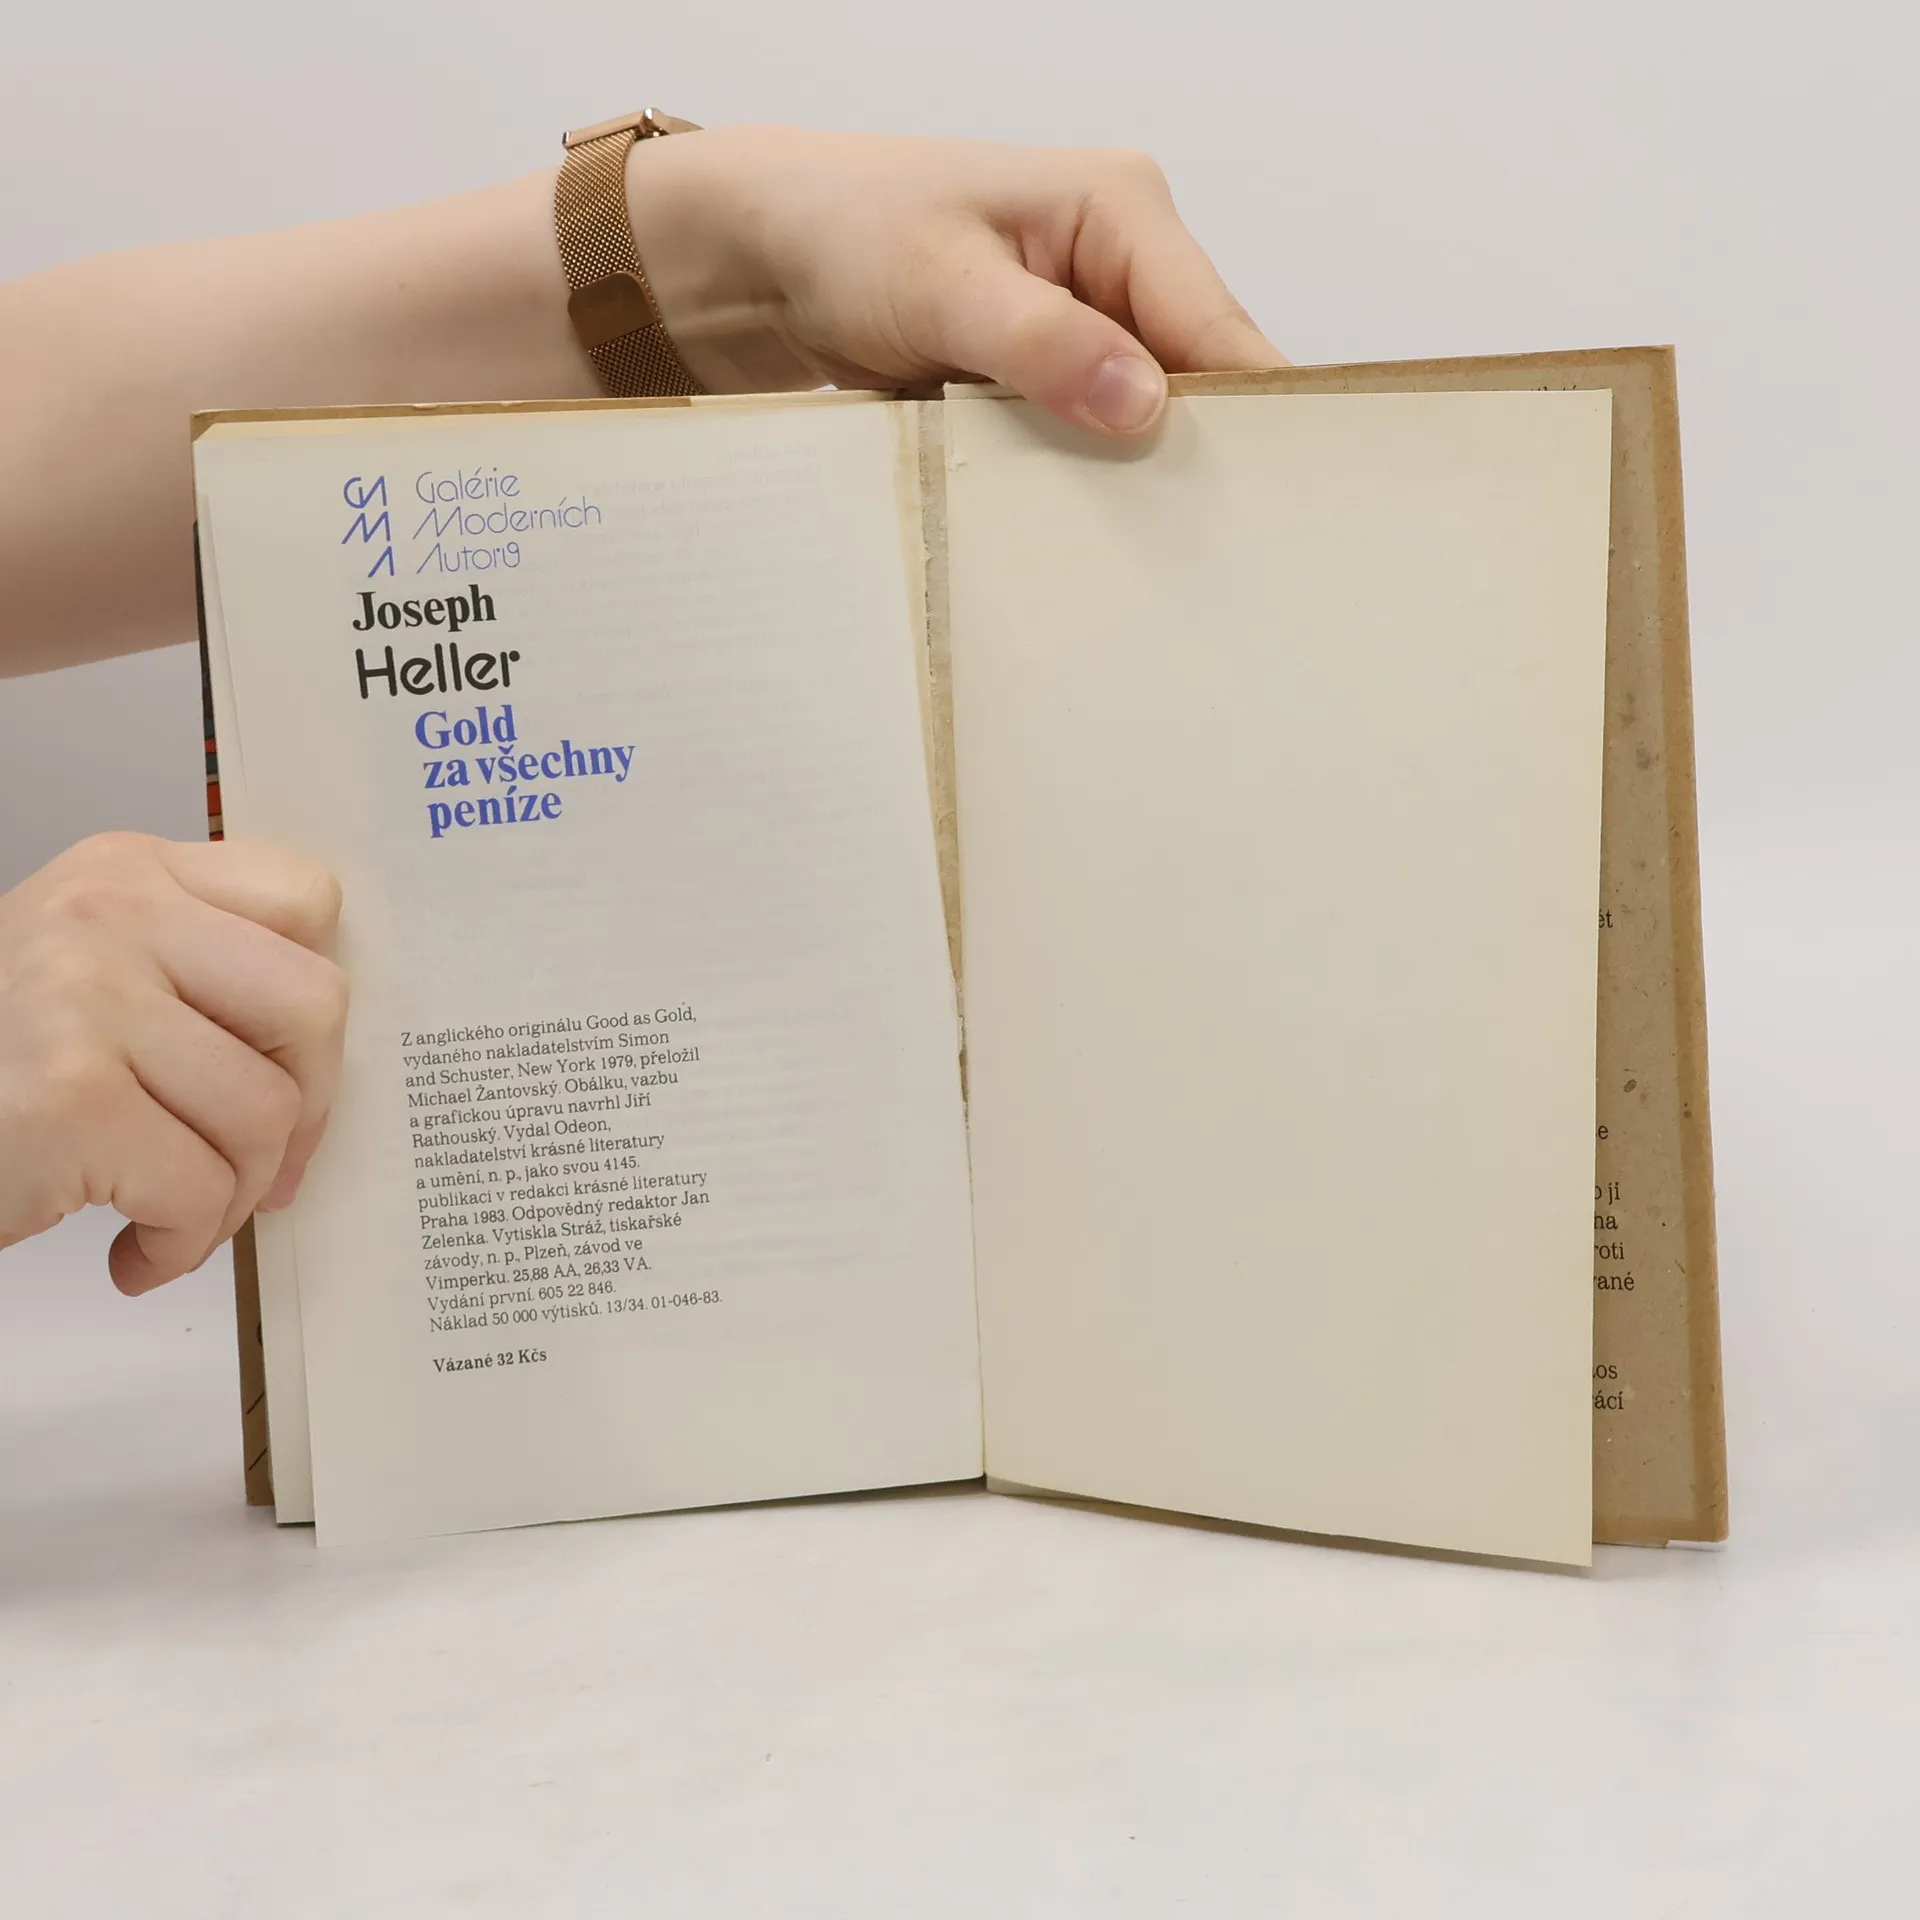 GMA
Galérie
Moderních
Autorů
Joseph
Heller
Gold
za všechny
peníze
Z anglického originálu Good as Gold,
vydaného nakladatelstvím Simon
and Schuster, New York 1979, přeložil
Michael Žantovský. Obálku, vazbu
a grafickou úpravu navrhl Jiří
Rathouský. Vydal Odeon,
nakladatelství krásné literatury
a umění, n. p., jako svou 4145.
publikaci v redakci krásné literatury
Praha 1983. Odpovědný redaktor Jan
Zelenka. Vytiskla Stráž, tiskařské
závody, n. p., Plzeň, závod ve
Vimperku. 25,88 AA, 26,33 VA.
Vydání první. 605 22 846.
Náklad 50 000 výtisků. 13/34. 01-046-83.
Vázané 32 Kčs
ji